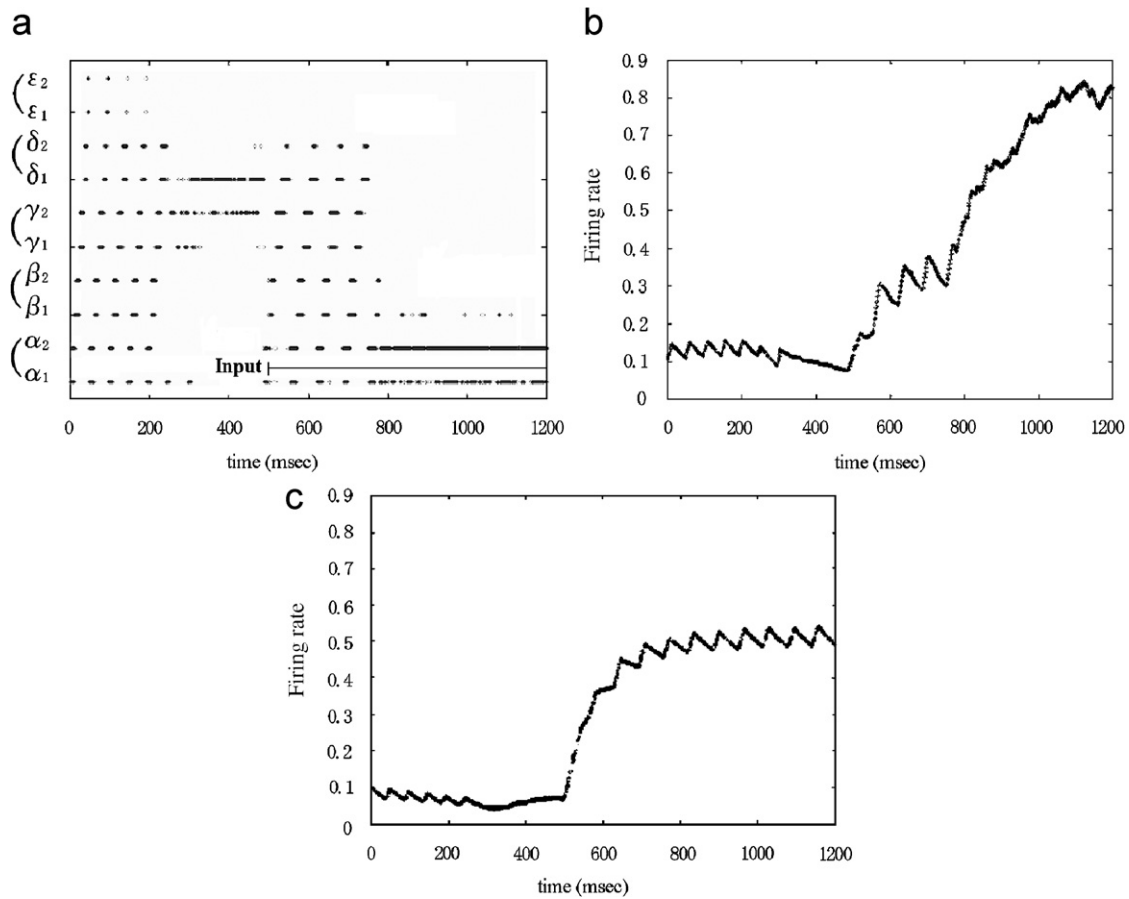 a
( ε2
ε1
( δ2
δ1
( γ2
γ1
( β2
β1
( α2
α1
Input
0 200 400 600 800 1000 1200
time (msec)
b
0.9
0.8
0.7
0.6
0.5
0.4
0.3
0.2
0.1
0
Firing rate
0 200 400 600 800 1000 1200
time (msec)
c
0.9
0.8
0.7
0.6
0.5
0.4
0.3
0.2
0.1
0
Firing rate
0 200 400 600 800 1000 1200
time (msec)